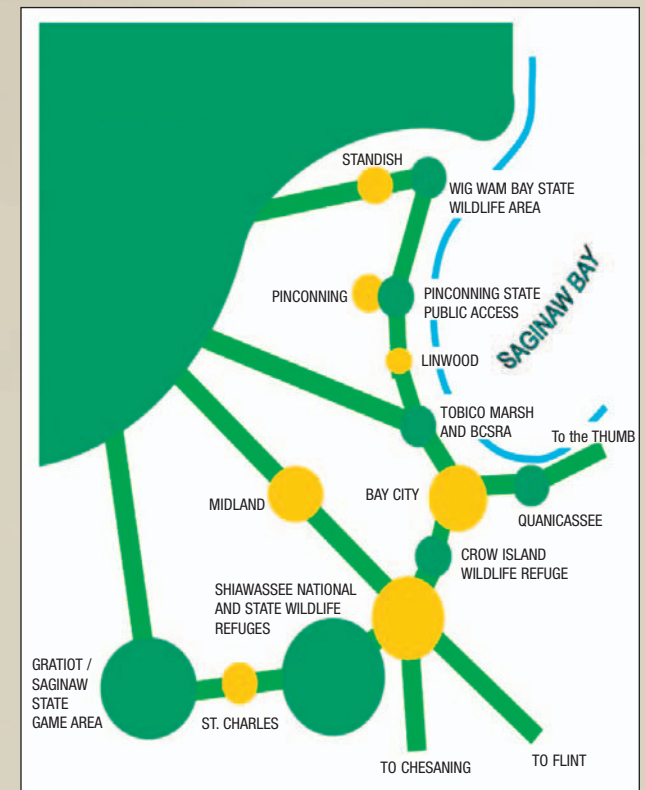 STANDISH
WIG WAM BAY STATE
WILDLIFE AREA
SAGINAW BAY
PINCONNING
PINCONNING STATE
PUBLIC ACCESS
LINWOOD
TOBICO MARSH
AND BCSRA
To the THUMB
MIDLAND
BAY CITY
QUANICASSEE
CROW ISLAND
WILDLIFE REFUGE
SHIAWASSEE NATIONAL
AND STATE WILDLIFE
REFUGES
GRATIOT /
SAGINAW
STATE
GAME AREA
ST. CHARLES
TO CHESANING
TO FLINT